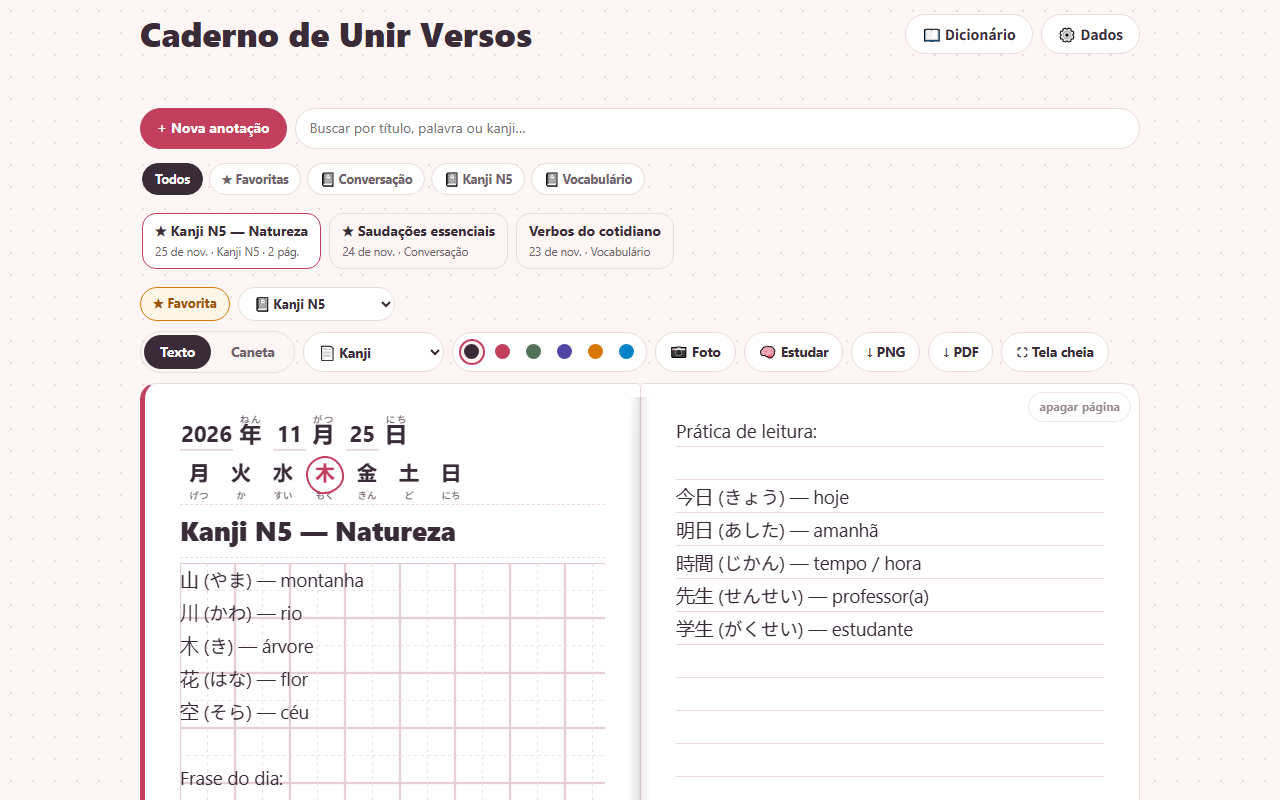 Caderno de Unir Versos
Dicionário
Dados
+ Nova anotação
Buscar por título, palavra ou kanji…
Todos
★ Favoritas
Conversação
Kanji N5
Vocabulário
★ Kanji N5 — Natureza
25 de nov. · Kanji N5 · 2 pág.
★ Saudações essenciais
24 de nov. · Conversação
Verbos do cotidiano
23 de nov. · Vocabulário
★ Favorita
Kanji N5
Texto
Caneta
Kanji
Foto
Estudar
↓ PNG
↓ PDF
Tela cheia
ねん がつ にち
2026 年 11 月 25 日
月 火 水 木 金 土 日
げつ か すい もく きん ど にち
Kanji N5 — Natureza
山 (やま) — montanha
川 (かわ) — rio
木 (き) — árvore
花 (はな) — flor
空 (そら) — céu
Frase do dia:
apagar página
Prática de leitura:
今日 (きょう) — hoje
明日 (あした) — amanhã
時間 (じかん) — tempo / hora
先生 (せんせい) — professor(a)
学生 (がくせい) — estudante